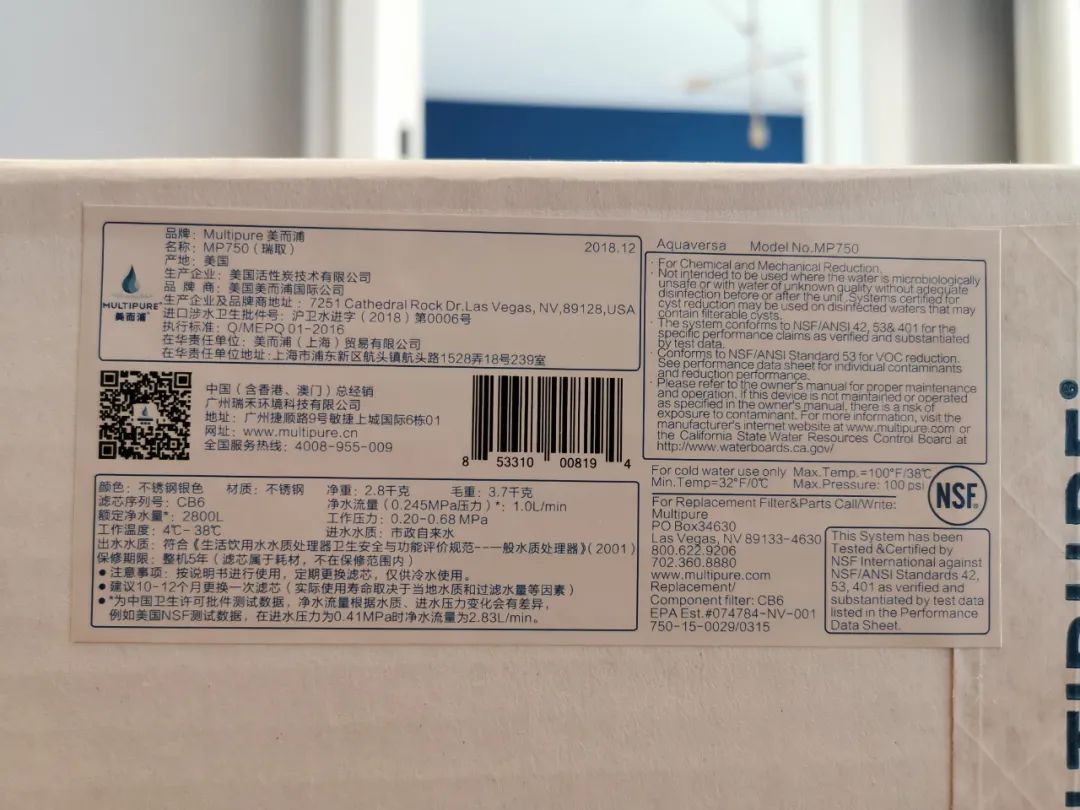 品牌：Multipure 美而浦
2018.12
名称：MP750（瑞取）
产地：美国
生产企业：美国活性炭技术有限公司
品 牌 商：美国美而浦国际公司
生产企业及品牌商地址：7251 Cathedral Rock Dr.Las Vegas, NV,89128,USA
进口涉水卫生批件号：沪卫水进字（2018）第0006号
执行标准：Q/MEPQ 01-2016
在华责任单位：美而浦（上海）贸易有限公司
在华责任单位地址：上海市浦东新区航头镇航头路1528弄18号239室
MULTIPURE
美而浦
中国（含香港、澳门）总经销
广州瑞禾环境科技有限公司
地址：广州捷顺路9号敏捷上城国际6栋01
网址：www.multipure.cn
全国服务热线：4008-955-009
8 53310 00819 4
颜色：不锈钢银色 材质：不锈钢 净重：2.8千克 毛重：3.7千克
滤芯序列号：CB6 净水流量（0.245MPa压力）*：1.0L/min
额定净水量*：2800L 工作压力：0.20-0.68 MPa
工作温度：4℃-38℃ 进水水质：市政自来水
出水水质：符合《生活饮用水水质处理器卫生安全与功能评价规范---一般水质处理器》（2001）
保修期限：整机5年（滤芯属于耗材，不在保修范围内）
● 注意事项：按说明书进行使用，定期更换滤芯，仅供冷水使用。
● 建议10-12个月更换一次滤芯（实际使用寿命取决于当地水质和过滤水量等因素）
● *为中国卫生许可批件测试数据，净水流量根据水质、进水压力变化会有差异，
例如美国NSF测试数据，在进水压力为0.41MPa时净水流量为2.83L/min。
Aquaversa Model No.MP750
· For Chemical and Mechanical Reduction.
· Not intended to be used where the water is microbiologically
unsafe or with water of unknown quality without adequate
disinfection before or after the unit .Systems certified for
cyst reduction may be used on disinfected waters that may
contain filterable cysts.
· The system conforms to NSF/ANSI 42, 53& 401 for the
specific performance claims as verified and substantiated
by test data.
· Conforms to NSF/ANSI Standard 53 for VOC reduction.
See performance data sheet for individual contaminants
and reduction performance.
· Please refer to the owner's manual for proper maintenance
and operation. If this device is not maintained or operated
as specified in the owner's manual, there is a risk of
exposure to contaminant. For more information, visit the
manufacturer's internet website at www.multipure.com or
the California State Water Resources Control Board at
http://www.waterboards.ca.gov/
For cold water use only Max.Temp.=100°F/38℃
Min.Temp=32°F/0℃ Max.Pressure: 100 psi
NSF.
For Replacement Filter&Parts Call/Write:
Multipure
PO Box34630
Las Vegas, NV 89133-4630
800.622.9206
702.360.8880
www.multipure.com
Replacement/
Component filter: CB6
EPA Est.#074784-NV-001
750-15-0029/0315
This System has been
Tested &Certified by
NSF International against
NSF/ANSI Standards 42,
53, 401 as verified and
substantiated by test data
listed in the Performance
Data Sheet.